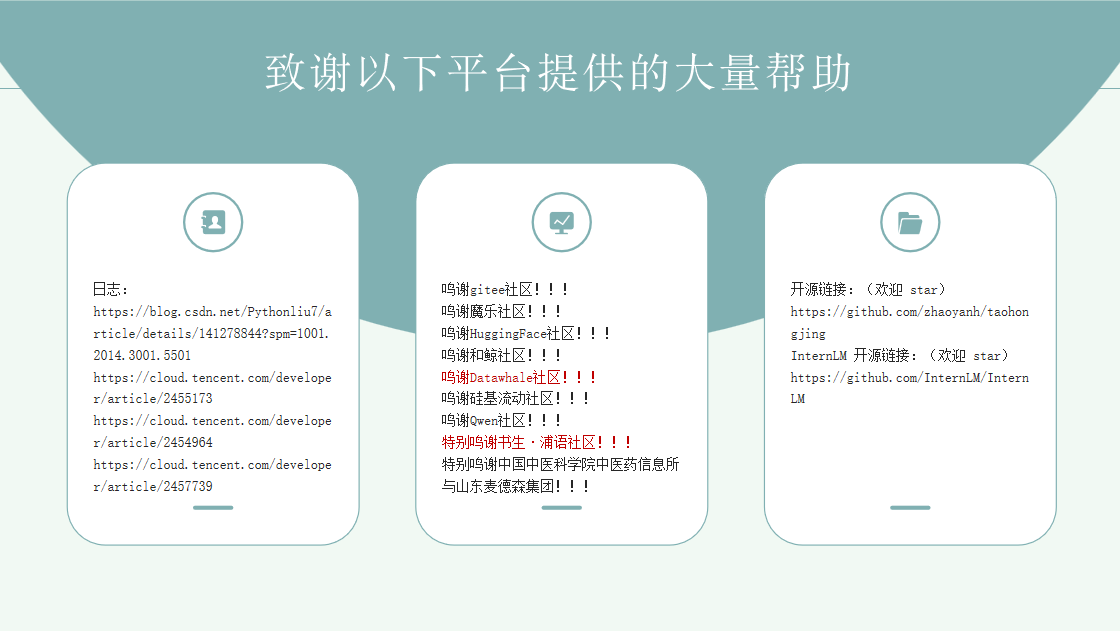 致谢以下平台提供的大量帮助
日志：
https://blog.csdn.net/Pythonliu7/a
rticle/details/141278844?spm=1001.
2014.3001.5501
https://cloud.tencent.com/develope
r/article/2455173
https://cloud.tencent.com/develope
r/article/2454964
https://cloud.tencent.com/develope
r/article/2457739
鸣谢gitee社区！！！
鸣谢魔乐社区！！！
鸣谢HuggingFace社区！！！
鸣谢和鲸社区！！！
鸣谢Datawhale社区！！！
鸣谢硅基流动社区！！！
鸣谢Qwen社区！！！
特别鸣谢书生·浦语社区！！！
特别鸣谢中国中医科学院中医药信息所
与山东麦德森集团！！！
开源链接：（欢迎 star）
https://github.com/zhaoyanh/taohon
gjing
InternLM 开源链接：（欢迎 star）
https://github.com/InternLM/Intern
LM